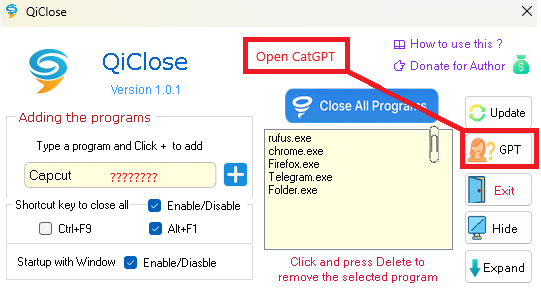 QiClose
QiClose
Version 1.0.1
Open CatGPT
How to use this ?
Donate for Author
Close All Programs
Update
GPT
Exit
Hide
Expand
Adding the programs
Type a program and Click + to add
Capcut ????????
Shortcut key to close all Enable/Disable
Ctrl+F9 Alt+F1
Startup with Window Enable/Diasble
rufus.exe
chrome.exe
Firefox.exe
Telegram.exe
Folder.exe
Click and press Delete to
remove the selected program